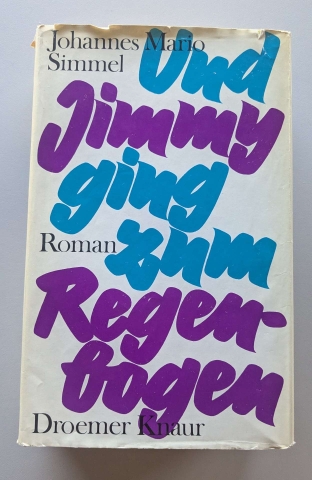 Johannes Mario
Simmel
Und
Jimmy
ging
Roman
zum
Regen-
bogen
Droemer Knaur